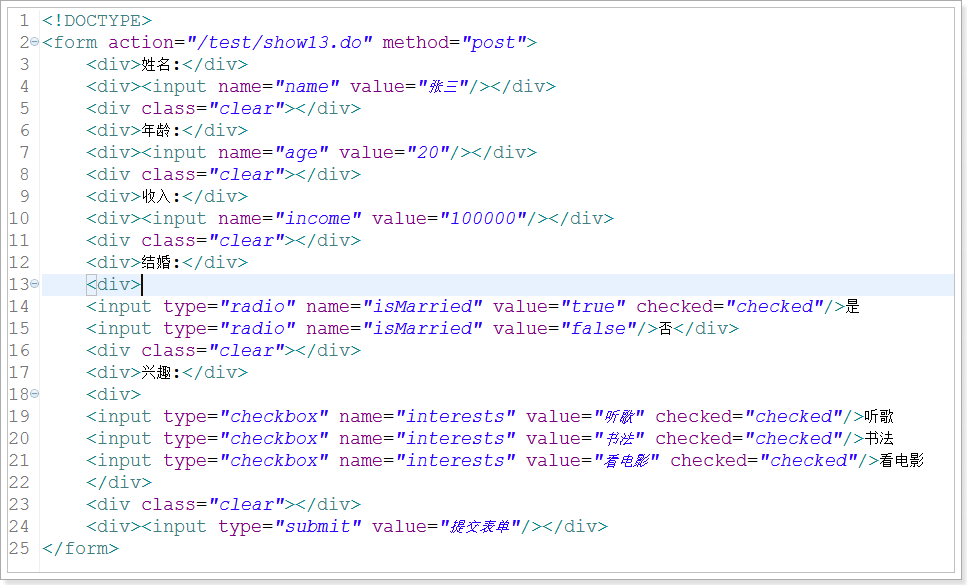 1 <!DOCTYPE>
2 <form action="/test/show13.do" method="post">
3     <div>姓名:</div>
4     <div><input name="name" value="张三"/></div>
5     <div class="clear"></div>
6     <div>年龄:</div>
7     <div><input name="age" value="20"/></div>
8     <div class="clear"></div>
9     <div>收入:</div>
10     <div><input name="income" value="100000"/></div>
11     <div class="clear"></div>
12     <div>结婚:</div>
13     <div>
14     <input type="radio" name="isMarried" value="true" checked="checked"/>是
15     <input type="radio" name="isMarried" value="false"/>否</div>
16     <div class="clear"></div>
17     <div>兴趣:</div>
18     <div>
19     <input type="checkbox" name="interests" value="听歌" checked="checked"/>听歌
20     <input type="checkbox" name="interests" value="书法" checked="checked"/>书法
21     <input type="checkbox" name="interests" value="看电影" checked="checked"/>看电影
22     </div>
23     <div class="clear"></div>
24     <div><input type="submit" value="提交表单"/></div>
25 </form>